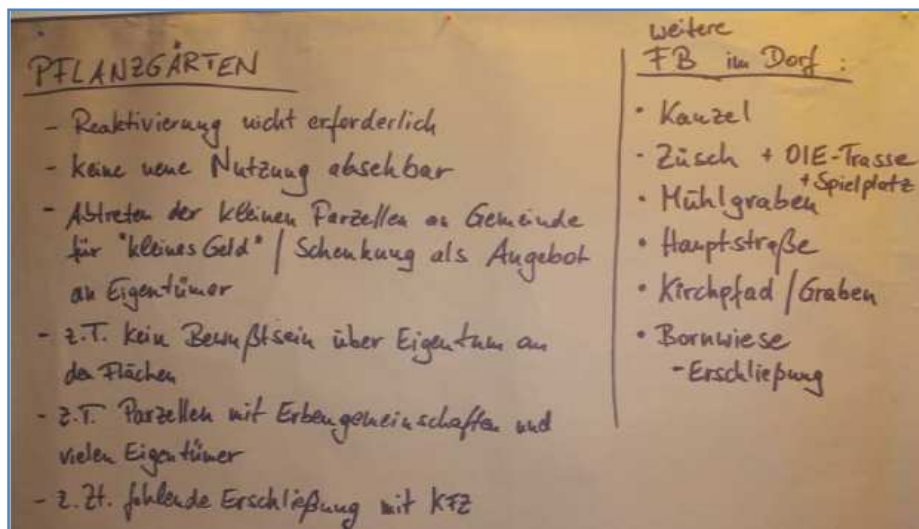 PFLANZGÄRTEN
- Reaktivierung nicht erforderlich
- keine neue Nutzung absehbar
- Abtreten der kleinen Parzellen an Gemeinde
für "kleines Geld" / Schenkung als Angebot
an Eigentümer
- z.T. kein Bewußtsein über Eigentum an
den Flächen
- z.T. Parzellen mit Erbengemeinschaften und
vielen Eigentümer
- z.Zt. fehlende Erschließung mit KFZ
weitere
FB im Dorf :
• Kanzel
• Züsch + OIE-Trasse
+ Spielplatz
• Mühlgraben
• Hauptstraße
• Kirchpfad / Graben
• Bornwiese
- Erschließung